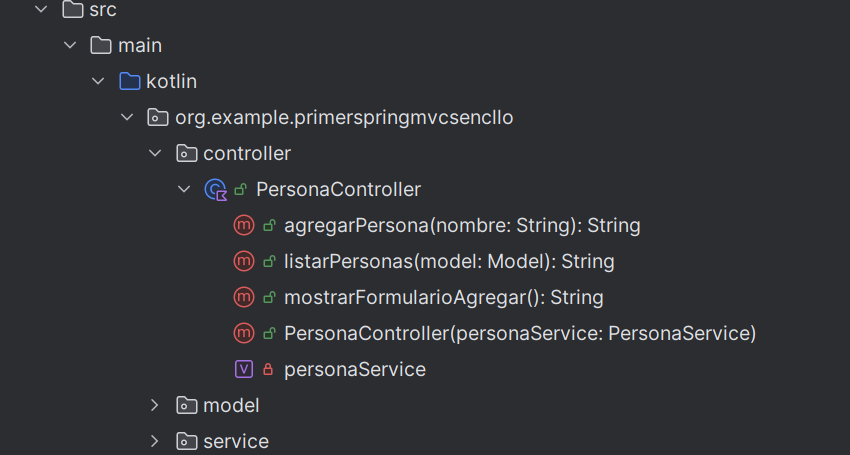 src
main
kotlin
org.example.primerspringmvcsencllo
controller
PersonaController
agregarPersona(nombre: String): String
listarPersonas(model: Model): String
mostrarFormularioAgregar(): String
PersonaController(personaService: PersonaService)
personaService
model
service